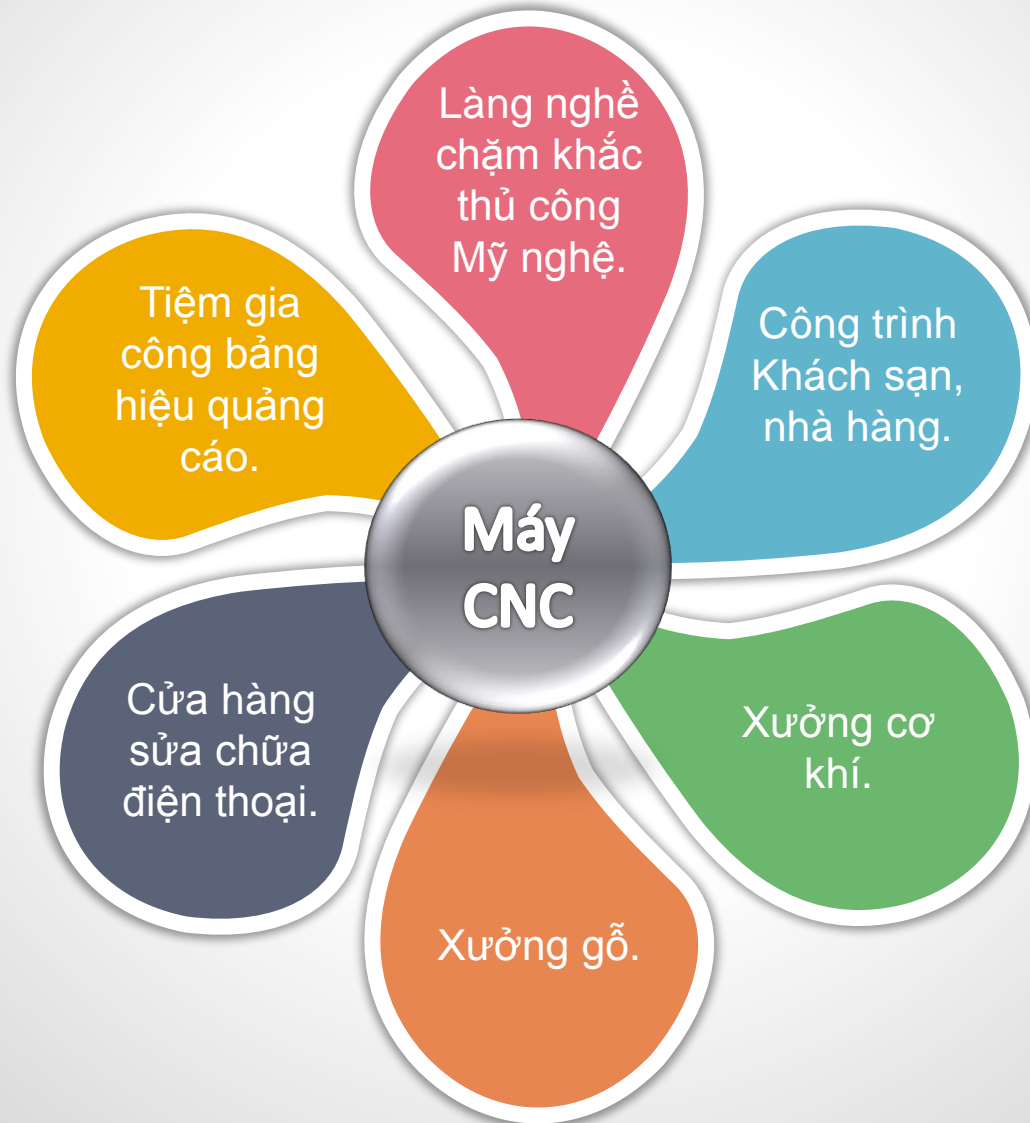 Làng nghề
chặm khắc
thủ công
Mỹ nghệ.
Công trình
Khách sạn,
nhà hàng.
Xưởng cơ
khí.
Xưởng gỗ.
Cửa hàng
sửa chữa
điện thoại.
Tiệm gia
công bảng
hiệu quảng
cáo.
Máy
CNC